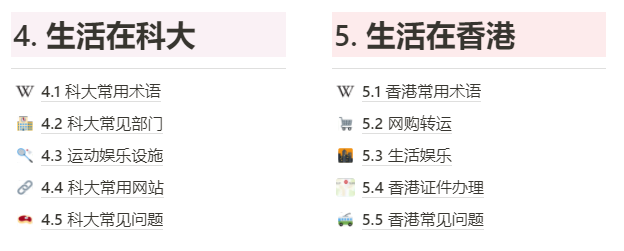 4. 生活在科大
4.1 科大常用术语
4.2 科大常见部门
4.3 运动娱乐设施
4.4 科大常用网站
4.5 科大常见问题
5. 生活在香港
5.1 香港常用术语
5.2 网购转运
5.3 生活娱乐
5.4 香港证件办理
5.5 香港常见问题